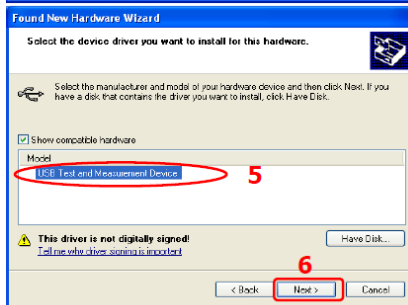 Found New Hardware Wizard
Select the device driver you want to install for this hardware.
Select the manufacturer and model of your hardware device and then click Next. If you
have a disk that contains the driver you want to install, click Have Disk.
Show compatible hardware
Model
USB Test and Measurement Device
5
This driver is not digitally signed!
Tell me why driver signing is important
Have Disk...
6
< Back
Next >
Cancel